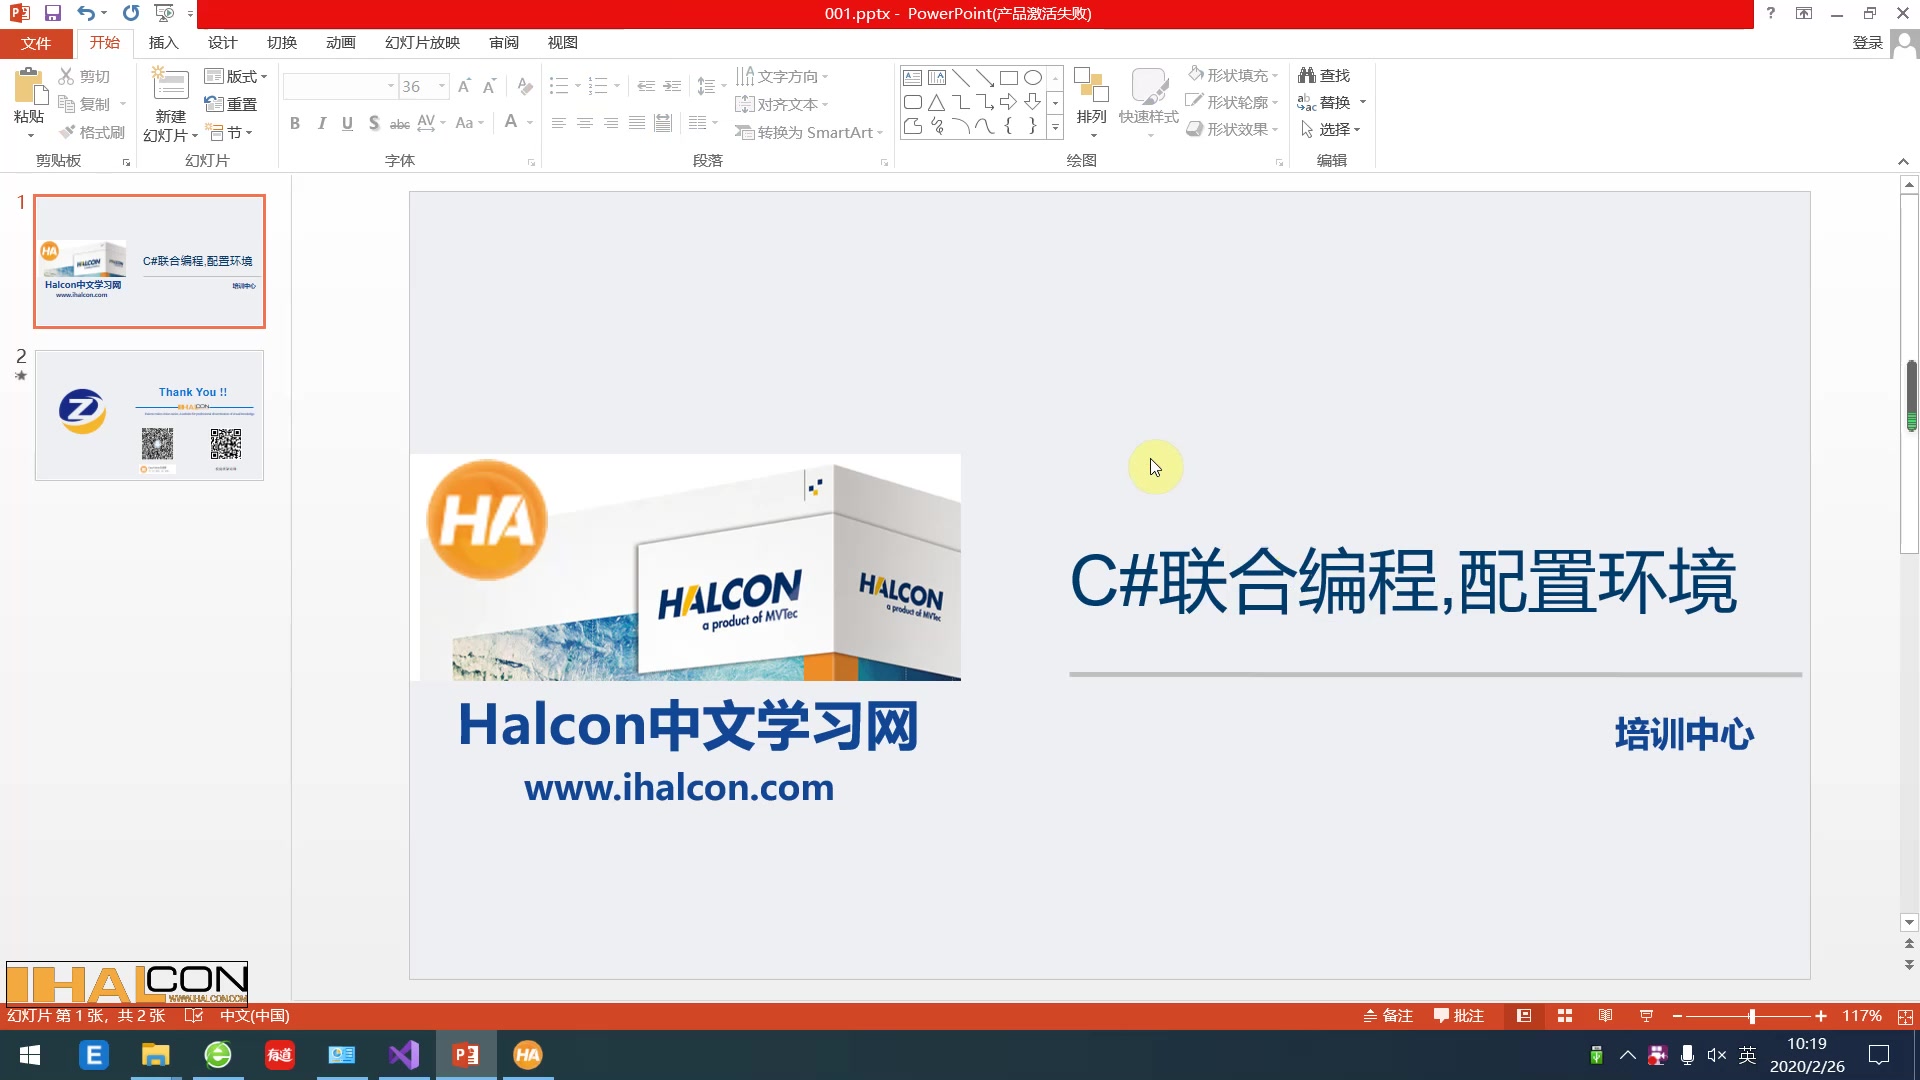 001.pptx - PowerPoint(产品激活失败)
文件 开始 插入 设计 切换 动画 幻灯片放映 审阅 视图 登录
粘贴 剪切 复制 格式刷 剪贴板
新建 幻灯片 版式 重置 节 幻灯片
36 B I U S abc AV Aa A 字体
文字方向 对齐文本 转换为 SmartArt 段落
排列 快速样式 形状填充 形状轮廓 形状效果 绘图
查找 替换 选择 编辑
1
HA
HALCON
C#联合编程,配置环境
Halcon中文学习网
www.ihalcon.com
培训中心
2
Z
Thank You !!
HA
HALCON
a product of MVTec
HALCON
a product of MVTec
C#联合编程,配置环境
Halcon中文学习网
www.ihalcon.com
培训中心
IHALCON
WWW.IHALCON.COM
幻灯片 第 1 张，共 2 张 中文(中国) 备注 批注 117%
E 有道 HA 英
10:19
2020/2/26